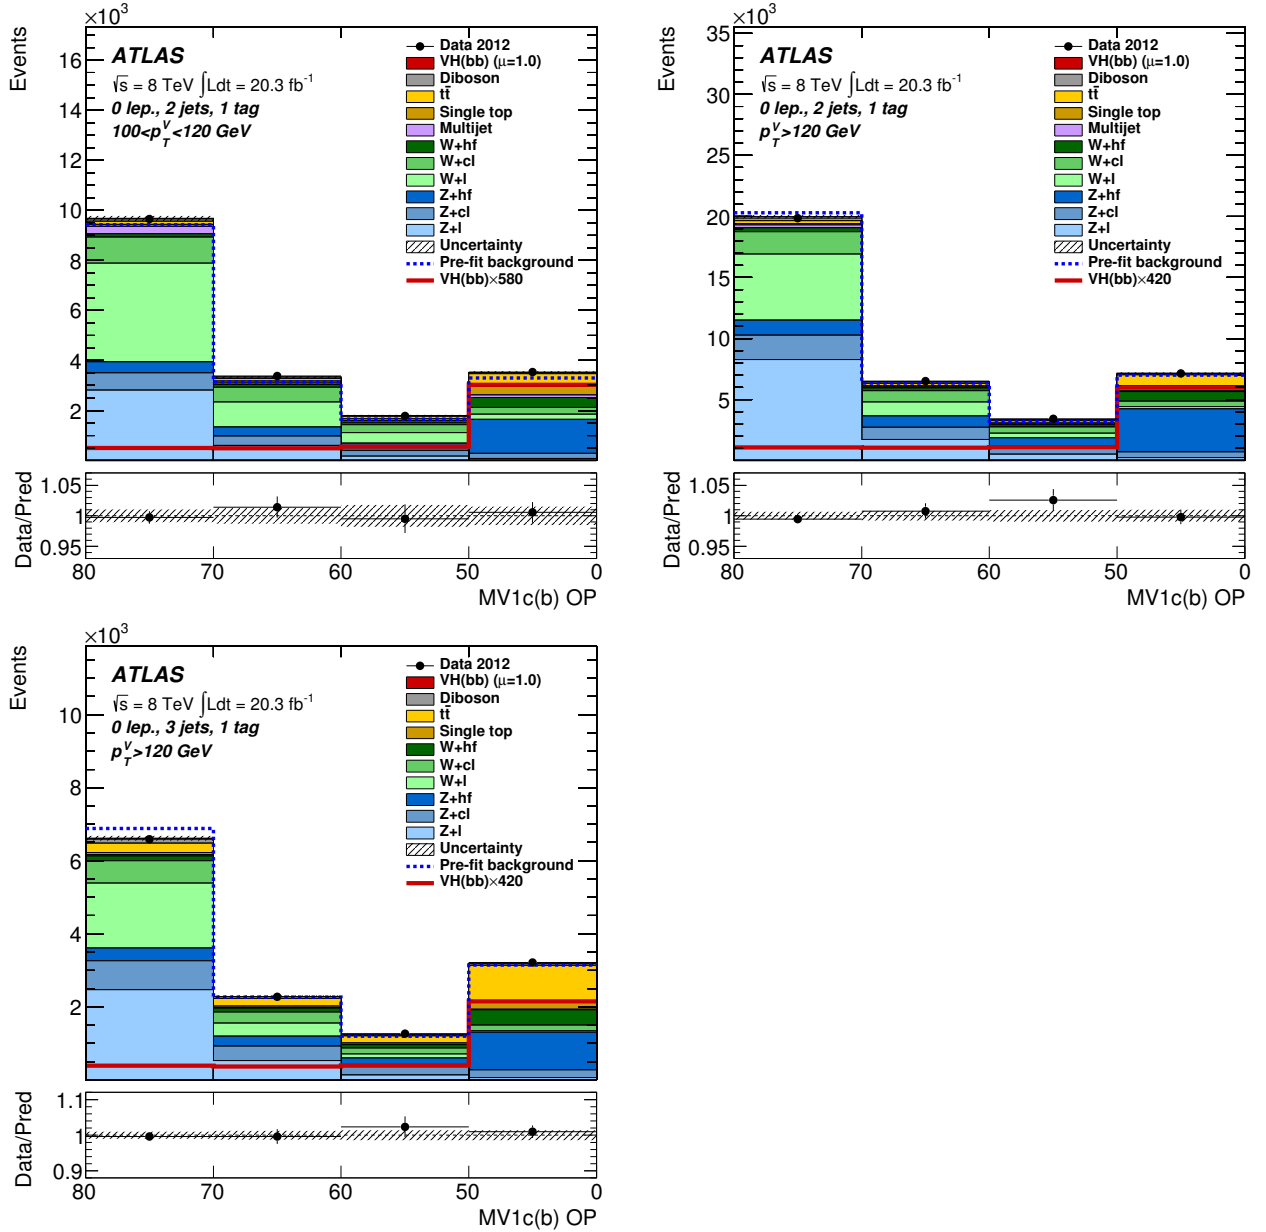 ×10³
Events
16
14
12
10
8
6
4
2
ATLAS
√s = 8 TeV ∫Ldt = 20.3 fb⁻¹
0 lep., 2 jets, 1 tag
100<p_T^V<120 GeV
Data 2012
VH(bb) (μ=1.0)
Diboson
tt̄
Single top
Multijet
W+hf
W+cl
W+l
Z+hf
Z+cl
Z+l
Uncertainty
Pre-fit background
VH(bb)×580
Data/Pred
1.05
1
0.95
80 70 60 50 0
MV1c(b) OP
×10³
Events
35
30
25
20
15
10
5
ATLAS
√s = 8 TeV ∫Ldt = 20.3 fb⁻¹
0 lep., 2 jets, 1 tag
p_T^V>120 GeV
Data 2012
VH(bb) (μ=1.0)
Diboson
tt̄
Single top
Multijet
W+hf
W+cl
W+l
Z+hf
Z+cl
Z+l
Uncertainty
Pre-fit background
VH(bb)×420
Data/Pred
1.05
1
0.95
80 70 60 50 0
MV1c(b) OP
×10³
Events
10
8
6
4
2
ATLAS
√s = 8 TeV ∫Ldt = 20.3 fb⁻¹
0 lep., 3 jets, 1 tag
p_T^V>120 GeV
Data 2012
VH(bb) (μ=1.0)
Diboson
tt̄
Single top
W+hf
W+cl
W+l
Z+hf
Z+cl
Z+l
Uncertainty
Pre-fit background
VH(bb)×420
Data/Pred
1.1
1
0.9
80 70 60 50 0
MV1c(b) OP